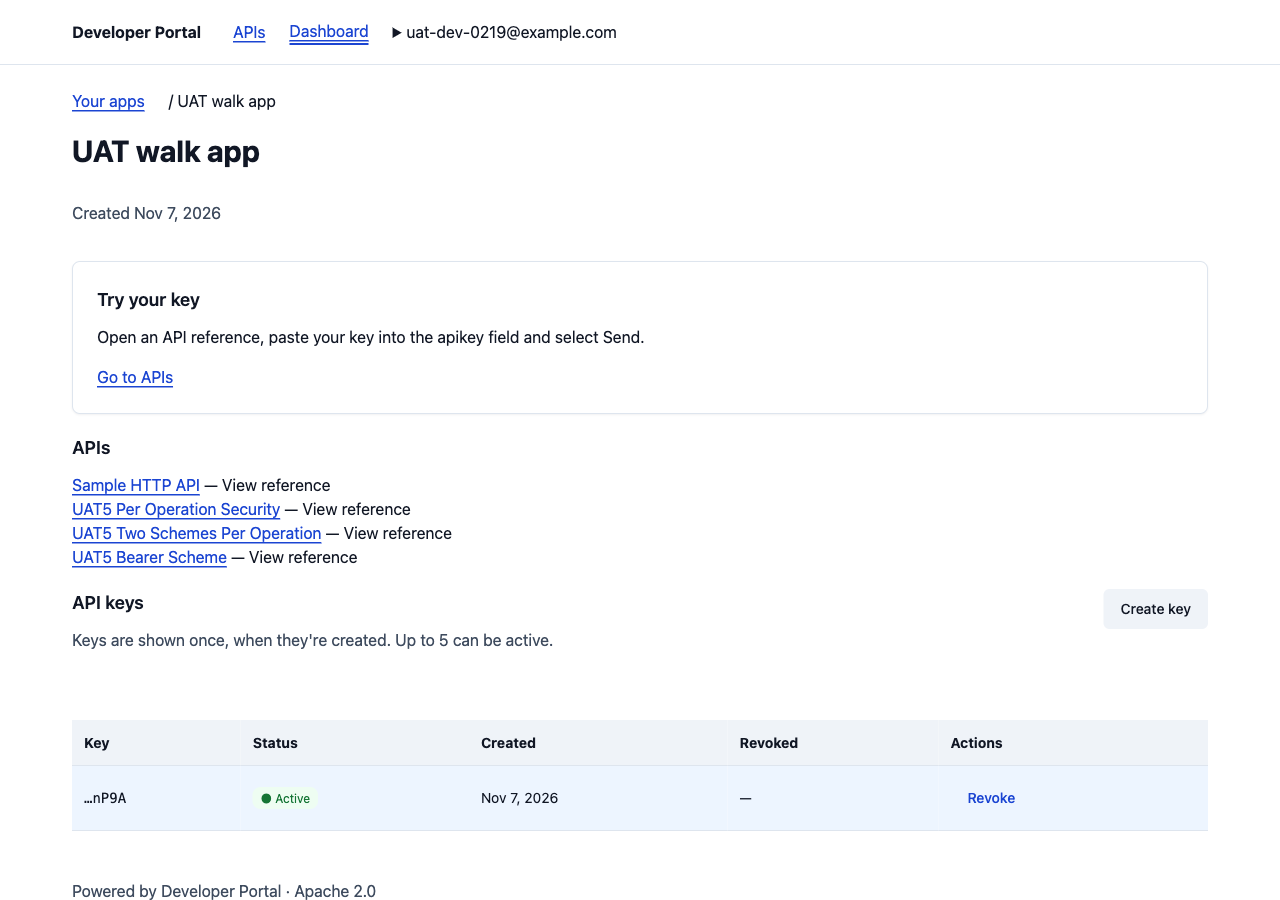 Developer Portal APIs Dashboard ▶ uat-dev-0219@example.com
Your apps / UAT walk app
UAT walk app
Created Nov 7, 2026
Try your key
Open an API reference, paste your key into the apikey field and select Send.
Go to APIs
APIs
Sample HTTP API — View reference
UAT5 Per Operation Security — View reference
UAT5 Two Schemes Per Operation — View reference
UAT5 Bearer Scheme — View reference
API keys
Create key
Keys are shown once, when they're created. Up to 5 can be active.
Key Status Created Revoked Actions
…nP9A Active Nov 7, 2026 — Revoke
Powered by Developer Portal · Apache 2.0